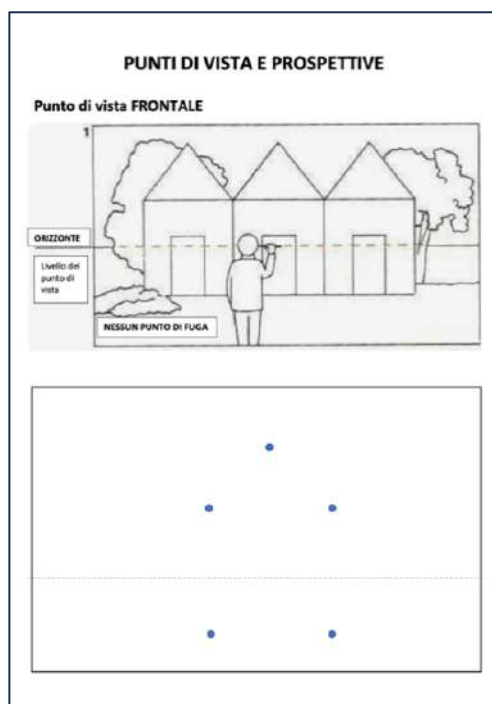 PUNTI DI VISTA E PROSPETTIVE
Punto di vista FRONTALE
1
ORIZZONTE
Livello del
punto di
vista
NESSUN PUNTO DI FUGA